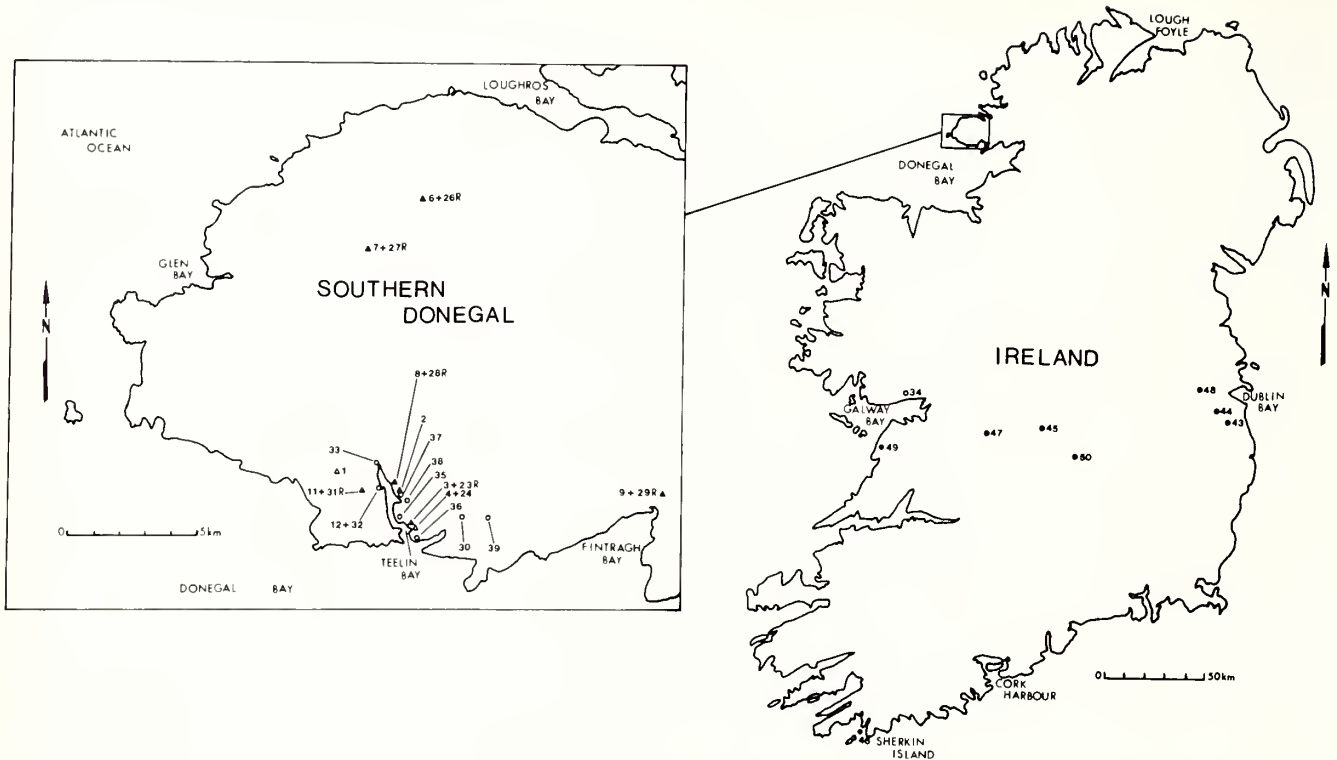 LOUGHROS
BAY
ATLANTIC
OCEAN
6+26R
7+27R
GLEN
BAY
SOUTHERN
DONEGAL
N
8+28R
2
37
33
38
35
1
3+23R
4+24
11+31R
36
9+29R
12+32
0 5km
30
39
TEELIN
BAY
FINTRAGH
BAY
DONEGAL BAY
LOUGH
FOYLE
DONEGAL
BAY
N
IRELAND
34
48
GALWAY
BAY
DUBLIN
BAY
44
43
47
45
49
50
CORK
HARBOUR
0 50km
SHERKIN
ISLAND